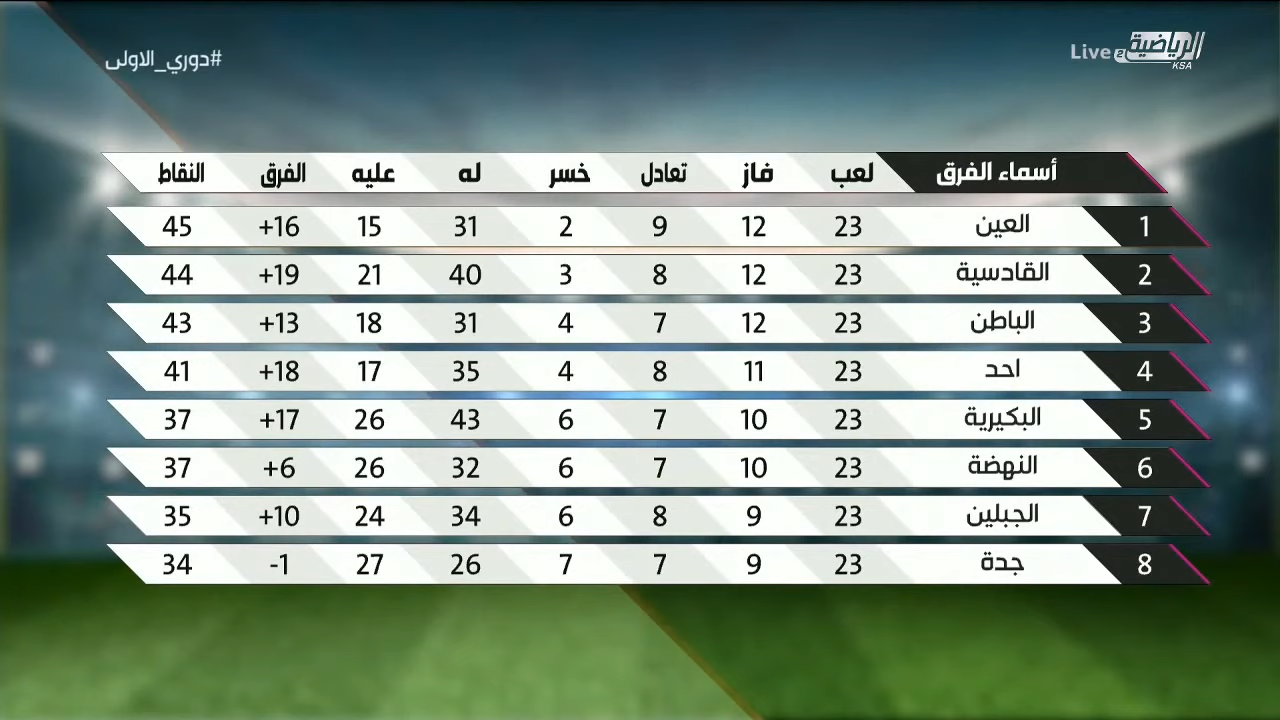 #دوري_الاولى
الرياضية Live
KSA
أسماء الفرق لعب فاز تعادل خسر له عليه الفرق النقاط
1 العين 23 12 9 2 31 15 +16 45
2 القادسية 23 12 8 3 40 21 +19 44
3 الباطن 23 12 7 4 31 18 +13 43
4 احد 23 11 8 4 35 17 +18 41
5 البكيرية 23 10 7 6 43 26 +17 37
6 النهضة 23 10 7 6 32 26 +6 37
7 الجبلين 23 9 8 6 34 24 +10 35
8 جدة 23 9 7 7 26 27 -1 34